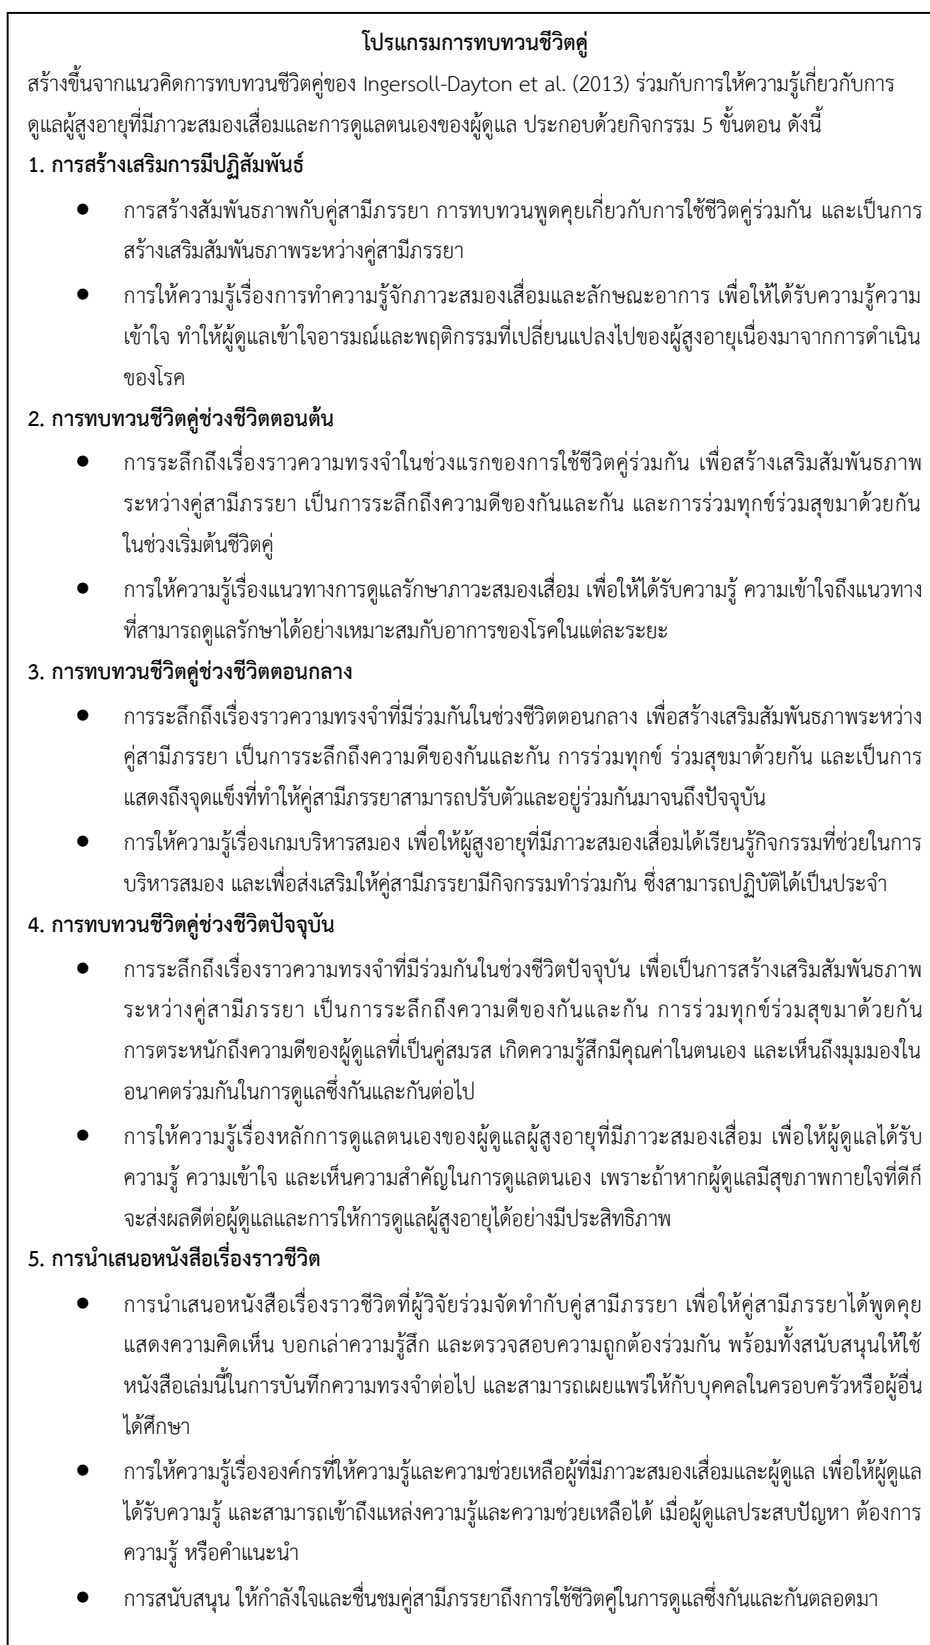 โปรแกรมการทบทวนชีวิตคู่
สร้างขึ้นจากแนวคิดการทบทวนชีวิตคู่ของ Ingersoll-Dayton et al. (2013) ร่วมกับการให้ความรู้เกี่ยวกับการ
ดูแลผู้สูงอายุที่มีภาวะสมองเสื่อมและการดูแลตนเองของผู้ดูแล ประกอบด้วยกิจกรรม 5 ขั้นตอน ดังนี้
1. การสร้างเสริมการมีปฏิสัมพันธ์
● การสร้างสัมพันธภาพกับคู่สามีภรรยา การทบทวนพูดคุยเกี่ยวกับการใช้ชีวิตคู่ร่วมกัน และเป็นการ
สร้างเสริมสัมพันธภาพระหว่างคู่สามีภรรยา
● การให้ความรู้เรื่องการทำความรู้จักภาวะสมองเสื่อมและลักษณะอาการ เพื่อให้ได้รับความรู้ความ
เข้าใจ ทำให้ผู้ดูแลเข้าใจอารมณ์และพฤติกรรมที่เปลี่ยนแปลงไปของผู้สูงอายุเนื่องมาจากการดำเนิน
ของโรค
2. การทบทวนชีวิตคู่ช่วงชีวิตตอนต้น
● การระลึกถึงเรื่องราวความทรงจำในช่วงแรกของการใช้ชีวิตคู่ร่วมกัน เพื่อสร้างเสริมสัมพันธภาพ
ระหว่างคู่สามีภรรยา เป็นการระลึกถึงความดีของกันและกัน และการร่วมทุกข์ร่วมสุขมาด้วยกัน
ในช่วงเริ่มต้นชีวิตคู่
● การให้ความรู้เรื่องแนวทางการดูแลรักษาภาวะสมองเสื่อม เพื่อให้ได้รับความรู้ ความเข้าใจถึงแนวทาง
ที่สามารถดูแลรักษาได้อย่างเหมาะสมกับอาการของโรคในแต่ละระยะ
3. การทบทวนชีวิตคู่ช่วงชีวิตตอนกลาง
● การระลึกถึงเรื่องราวความทรงจำที่มีร่วมกันในช่วงชีวิตตอนกลาง เพื่อสร้างเสริมสัมพันธภาพระหว่าง
คู่สามีภรรยา เป็นการระลึกถึงความดีของกันและกัน การร่วมทุกข์ ร่วมสุขมาด้วยกัน และเป็นการ
แสดงถึงจุดแข็งที่ทำให้คู่สามีภรรยาสามารถปรับตัวและอยู่ร่วมกันมาจนถึงปัจจุบัน
● การให้ความรู้เรื่องเกมบริหารสมอง เพื่อให้ผู้สูงอายุที่มีภาวะสมองเสื่อมได้เรียนรู้กิจกรรมที่ช่วยในการ
บริหารสมอง และเพื่อส่งเสริมให้คู่สามีภรรยามีกิจกรรมทำร่วมกัน ซึ่งสามารถปฏิบัติได้เป็นประจำ
4. การทบทวนชีวิตคู่ช่วงชีวิตปัจจุบัน
● การระลึกถึงเรื่องราวความทรงจำที่มีร่วมกันในช่วงชีวิตปัจจุบัน เพื่อเป็นการสร้างเสริมสัมพันธภาพ
ระหว่างคู่สามีภรรยา เป็นการระลึกถึงความดีของกันและกัน การร่วมทุกข์ร่วมสุขมาด้วยกัน
การตระหนักถึงความดีของผู้ดูแลที่เป็นคู่สมรส เกิดความรู้สึกมีคุณค่าในตนเอง และเห็นถึงมุมมองใน
อนาคตร่วมกันในการดูแลซึ่งกันและกันต่อไป
● การให้ความรู้เรื่องหลักการดูแลตนเองของผู้ดูแลผู้สูงอายุที่มีภาวะสมองเสื่อม เพื่อให้ผู้ดูแลได้รับ
ความรู้ ความเข้าใจ และเห็นความสำคัญในการดูแลตนเอง เพราะถ้าหากผู้ดูแลมีสุขภาพกายใจที่ดีก็
จะส่งผลดีต่อผู้ดูแลและการให้การดูแลผู้สูงอายุได้อย่างมีประสิทธิภาพ
5. การนำเสนอหนังสือเรื่องราวชีวิต
● การนำเสนอหนังสือเรื่องราวชีวิตที่ผู้วิจัยร่วมจัดทำกับคู่สามีภรรยา เพื่อให้คู่สามีภรรยาได้พูดคุย
แสดงความคิดเห็น บอกเล่าความรู้สึก และตรวจสอบความถูกต้องร่วมกัน พร้อมทั้งสนับสนุนให้ใช้
หนังสือเล่มนี้ในการบันทึกความทรงจำต่อไป และสามารถเผยแพร่ให้กับบุคคลในครอบครัวหรือผู้อื่น
ได้ศึกษา
● การให้ความรู้เรื่ององค์กรที่ให้ความรู้และความช่วยเหลือผู้ที่มีภาวะสมองเสื่อมและผู้ดูแล เพื่อให้ผู้ดูแล
ได้รับความรู้ และสามารถเข้าถึงแหล่งความรู้และความช่วยเหลือได้ เมื่อผู้ดูแลประสบปัญหา ต้องการ
ความรู้ หรือคำแนะนำ
● การสนับสนุน ให้กำลังใจและชื่นชมคู่สามีภรรยาถึงการใช้ชีวิตคู่ในการดูแลซึ่งกันและกันตลอดมา